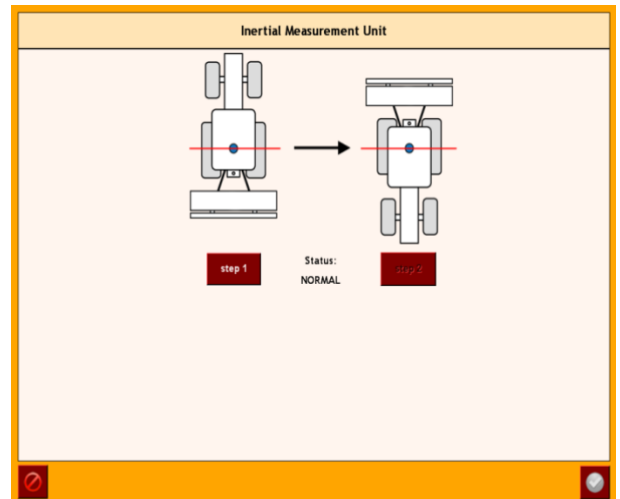 Inertial Measurement Unit
step 1
Status:
NORMAL
step 2